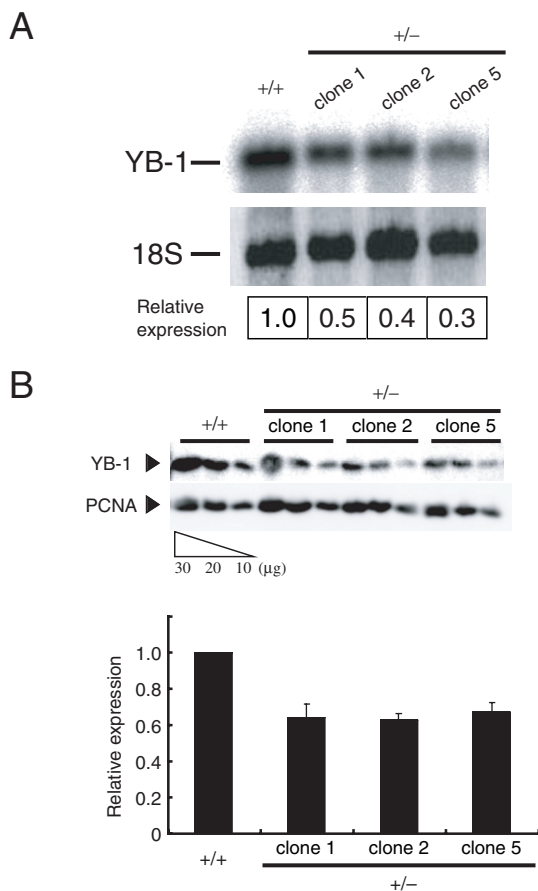 A
+/−
+/+ clone 1 clone 2 clone 5
YB-1
18S
Relative
expression
1.0 0.5 0.4 0.3
B
+/−
+/+ clone 1 clone 2 clone 5
YB-1
PCNA
30 20 10 (µg)
Relative expression
1.0
0.8
0.6
0.4
0.2
0
+/+ clone 1 clone 2 clone 5
+/−